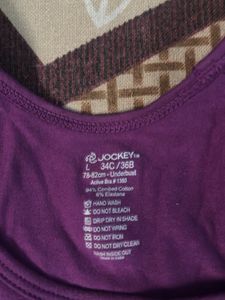 JOCKEY TM
L 34C / 36B
78-82cm - Underbust
Active Bra # 1380
94% Combed Cotton
6% Elastane
HAND WASH
DO NOT BLEACH
DRIP DRY IN SHADE
DO NOT WRING
DO NOT IRON
DO NOT DRY CLEAN
WASH INSIDE OUT